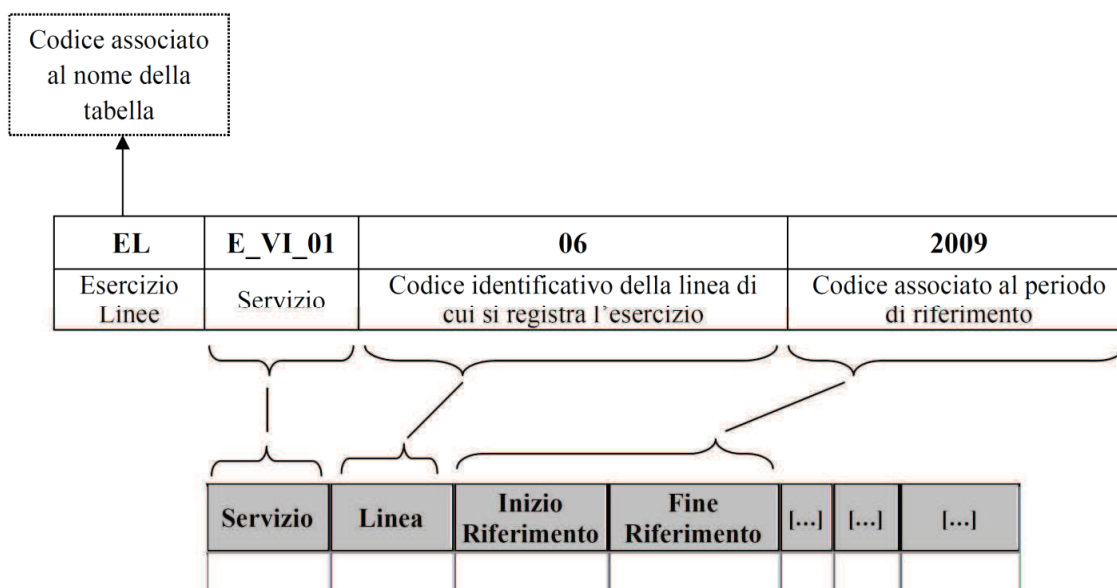 Codice associato
al nome della
tabella
EL E_VI_01 06 2009
Esercizio
Linee
Servizio
Codice identificativo della linea di
cui si registra l'esercizio
Codice associato al periodo
di riferimento
Servizio Linea Inizio
Riferimento Fine
Riferimento [...] [...] [...]